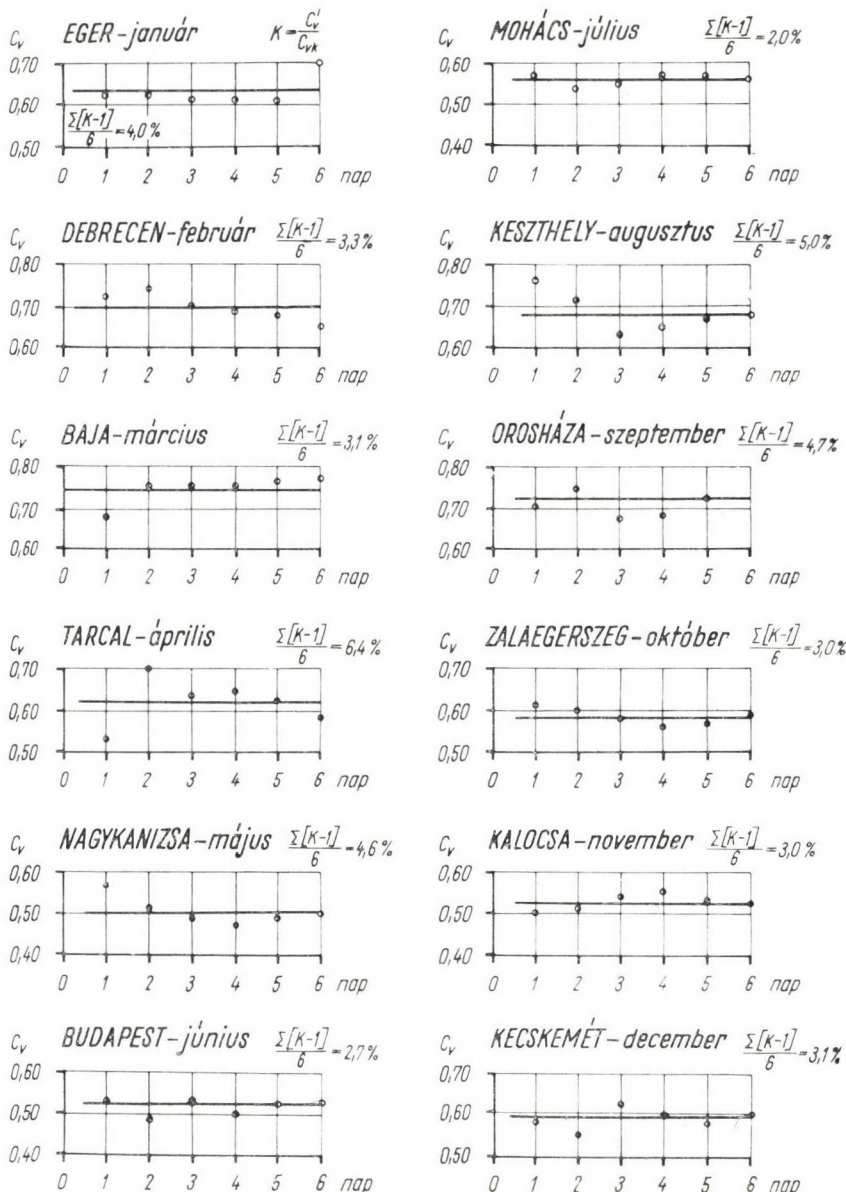 C_v EGER-január K = C'_v / C_vk
0,70
0,60
Σ[K-1] / 6 = 4,0%
0,50
0 1 2 3 4 5 6 nap
C_v DEBRECEN-február Σ[K-1] / 6 = 3,3%
0,80
0,70
0,60
0 1 2 3 4 5 6 nap
C_v BAJA-március Σ[K-1] / 6 = 3,1%
0,80
0,70
0,60
0 1 2 3 4 5 6 nap
C_v TARCAL-április Σ[K-1] / 6 = 6,4%
0,70
0,60
0,50
0 1 2 3 4 5 6 nap
C_v NAGYKANIZSA-május Σ[K-1] / 6 = 4,6%
0,60
0,50
0,40
0 1 2 3 4 5 6 nap
C_v BUDAPEST-június Σ[K-1] / 6 = 2,7%
0,60
0,50
0,40
0 1 2 3 4 5 6 nap
C_v MOHÁCS-július Σ[K-1] / 6 = 2,0%
0,60
0,50
0,40
0 1 2 3 4 5 6 nap
C_v KESZTHELY-augusztus Σ[K-1] / 6 = 5,0%
0,80
0,70
0,60
0 1 2 3 4 5 6 nap
C_v OROSHÁZA-szeptember Σ[K-1] / 6 = 4,7%
0,80
0,70
0,60
0 1 2 3 4 5 6 nap
C_v ZALAEGERSZEG-október Σ[K-1] / 6 = 3,0%
0,70
0,60
0,50
0 1 2 3 4 5 6 nap
C_v KALOCSA-november Σ[K-1] / 6 = 3,0%
0,60
0,50
0,40
0 1 2 3 4 5 6 nap
C_v KECSKEMÉT-december Σ[K-1] / 6 = 3,1%
0,70
0,60
0,50
0 1 2 3 4 5 6 nap